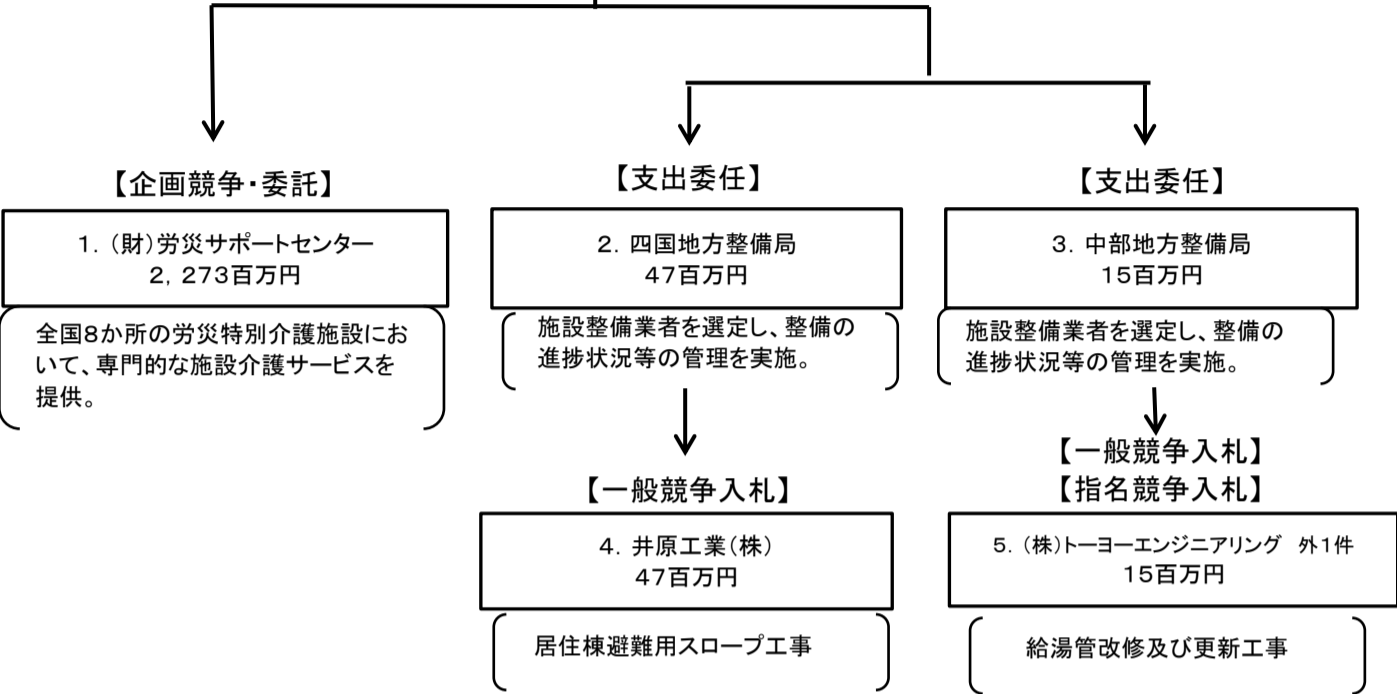 【企画競争・委託】
1．（財）労災サポートセンター
2，273百万円
全国8か所の労災特別介護施設にお
いて、専門的な施設介護サービスを
提供。
【支出委任】
2．四国地方整備局
47百万円
施設整備業者を選定し、整備の
進捗状況等の管理を実施。
【一般競争入札】
4．井原工業（株）
47百万円
居住棟避難用スロープ工事
【支出委任】
3．中部地方整備局
15百万円
施設整備業者を選定し、整備の
進捗状況等の管理を実施。
【一般競争入札】
【指名競争入札】
5．（株）トーヨーエンジニアリング　外1件
15百万円
給湯管改修及び更新工事